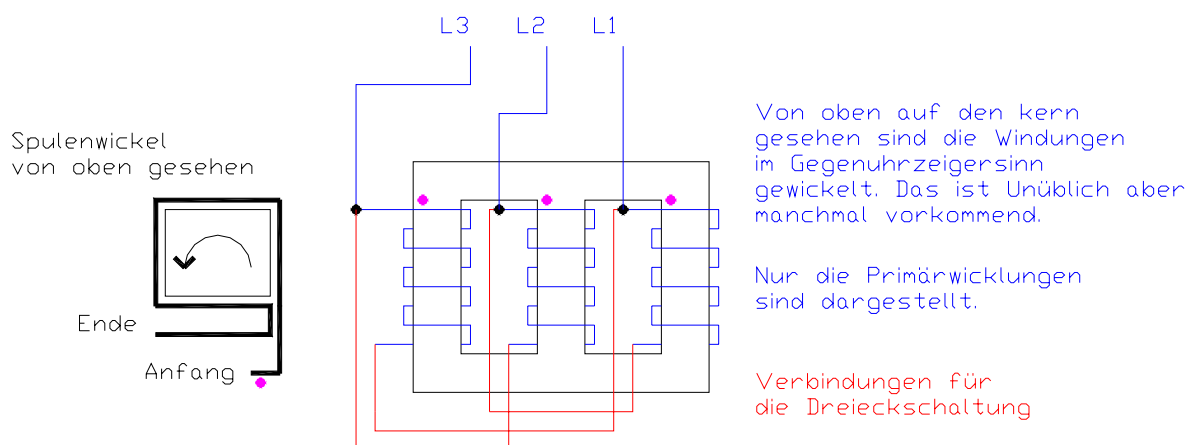 L3 L2 L1
Spulenwickel
von oben gesehen
Ende
Anfang
Von oben auf den kern
gesehen sind die Windungen
im Gegenuhrzeigersinn
gewickelt. Das ist Unüblich aber
manchmal vorkommend.
Nur die Primärwicklungen
sind dargestellt.
Verbindungen für
die Dreieckschaltung